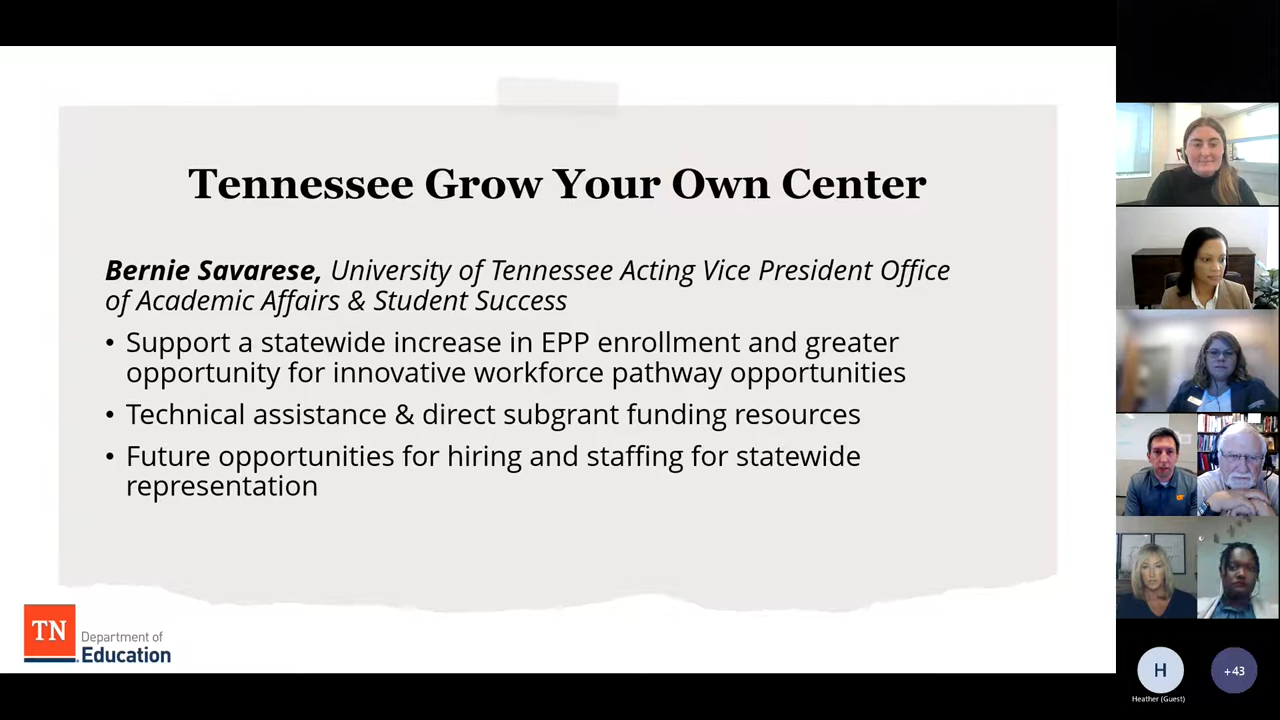 Tennessee Grow Your Own Center
Bernie Savarese, University of Tennessee Acting Vice President Office
of Academic Affairs & Student Success
• Support a statewide increase in EPP enrollment and greater
opportunity for innovative workforce pathway opportunities
• Technical assistance & direct subgrant funding resources
• Future opportunities for hiring and staffing for statewide
representation
TN
Department of
Education
H
+43
Heather (Guest)